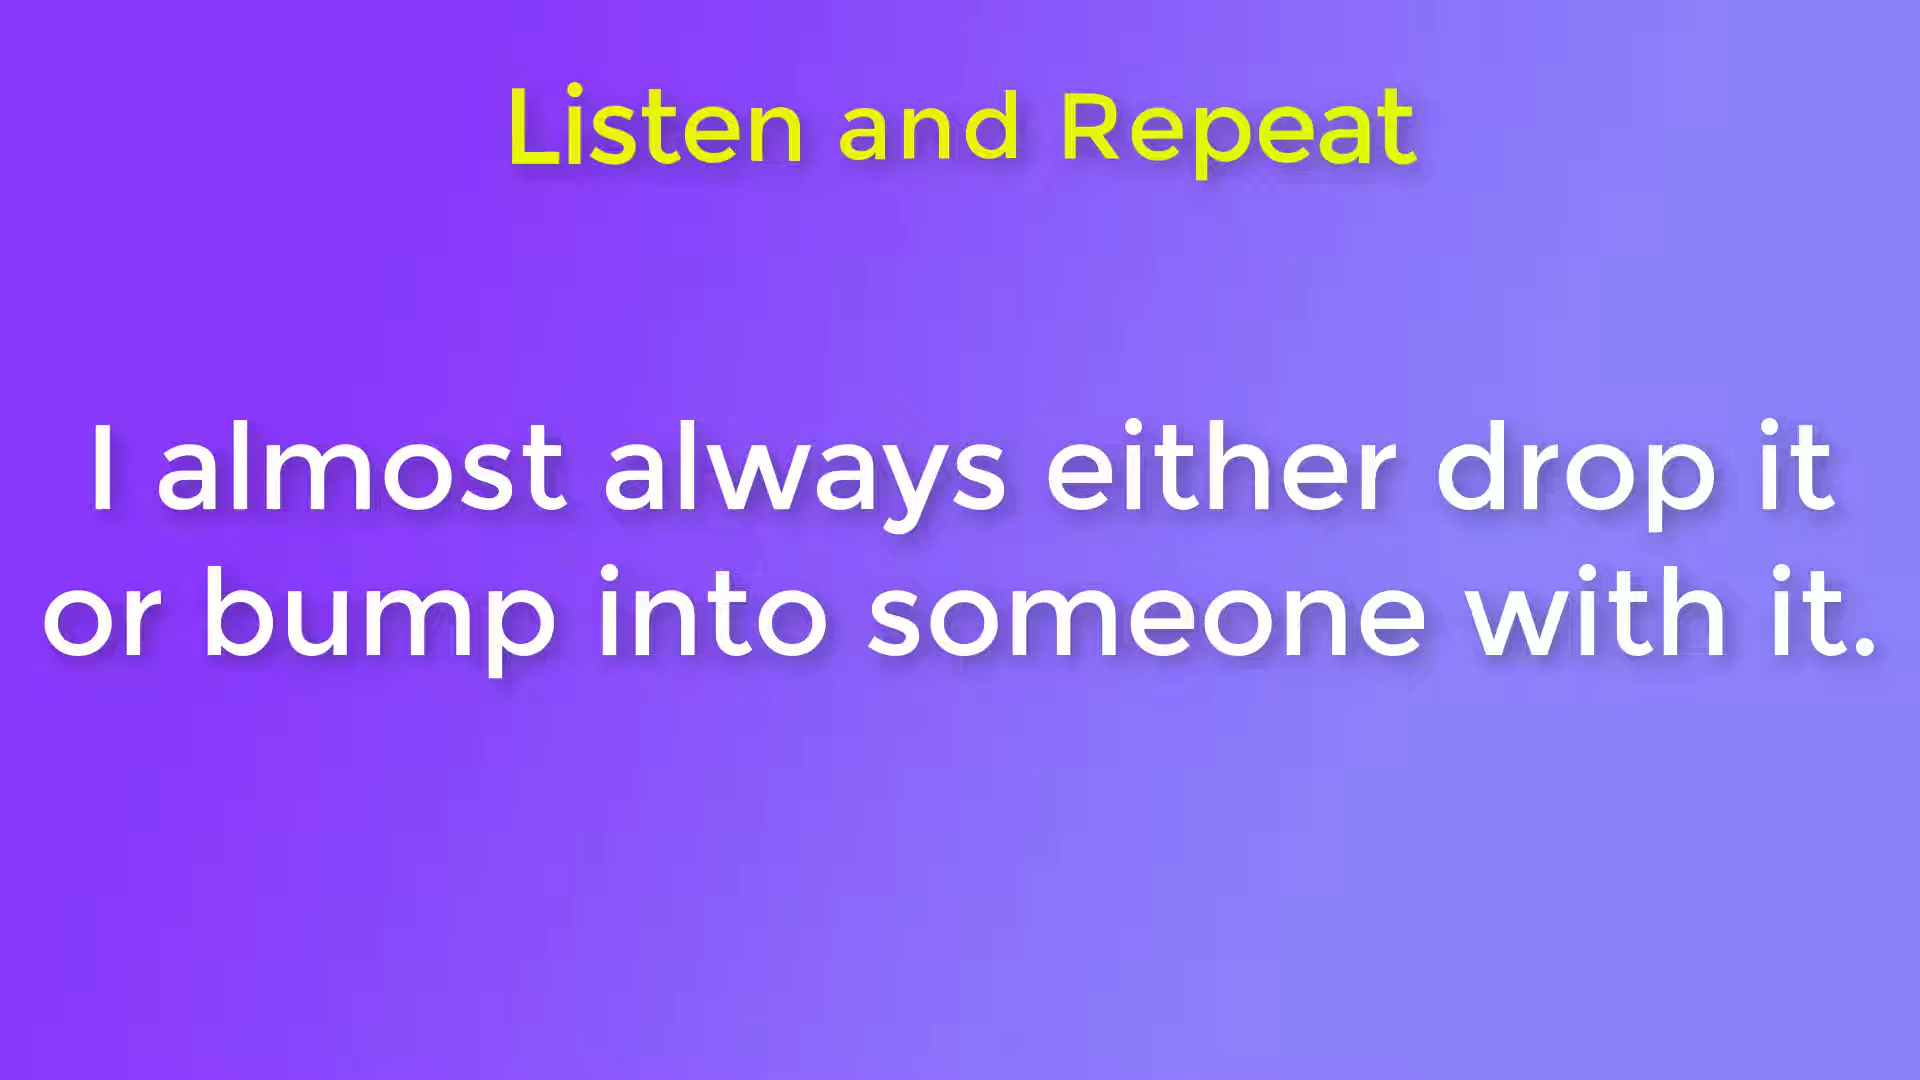 Listen and Repeat
I almost always either drop it
or bump into someone with it.